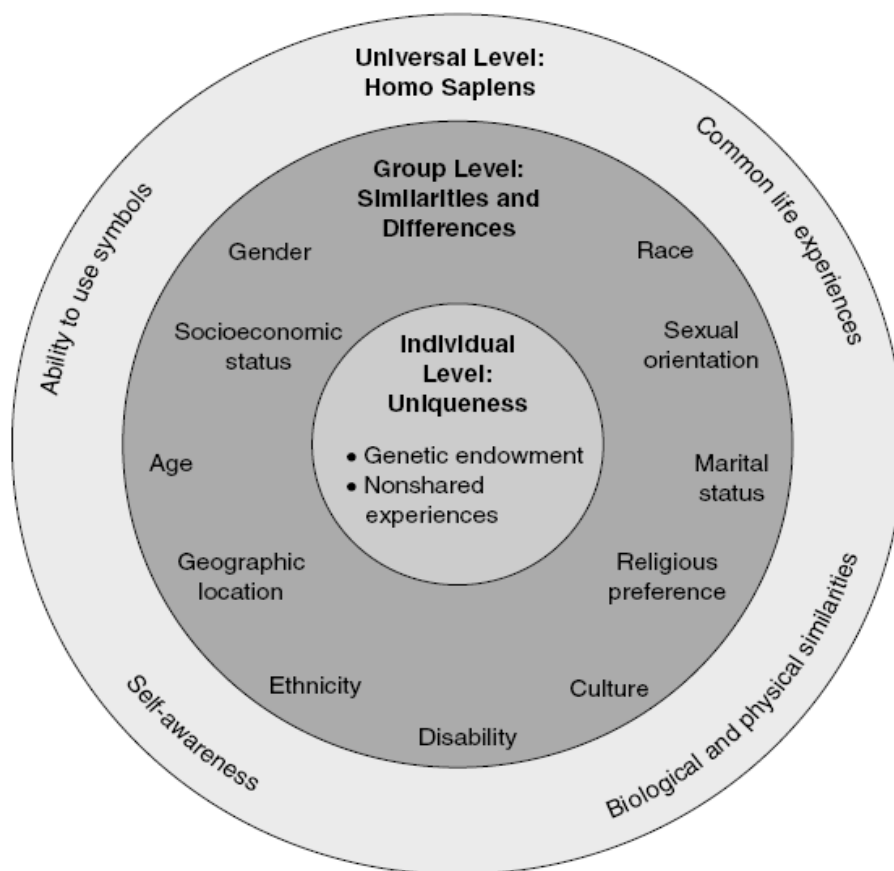 Universal Level:
Homo Sapiens
Common life experiences
Ability to use symbols
Group Level:
Similarities and
Differences
Gender
Race
Socioeconomic
status
Sexual
orientation
Individual
Level:
Uniqueness
• Genetic endowment
• Nonshared
experiences
Age
Marital
status
Geographic
location
Religious
preference
Ethnicity
Culture
Disability
Self-awareness
Biological and physical similarities